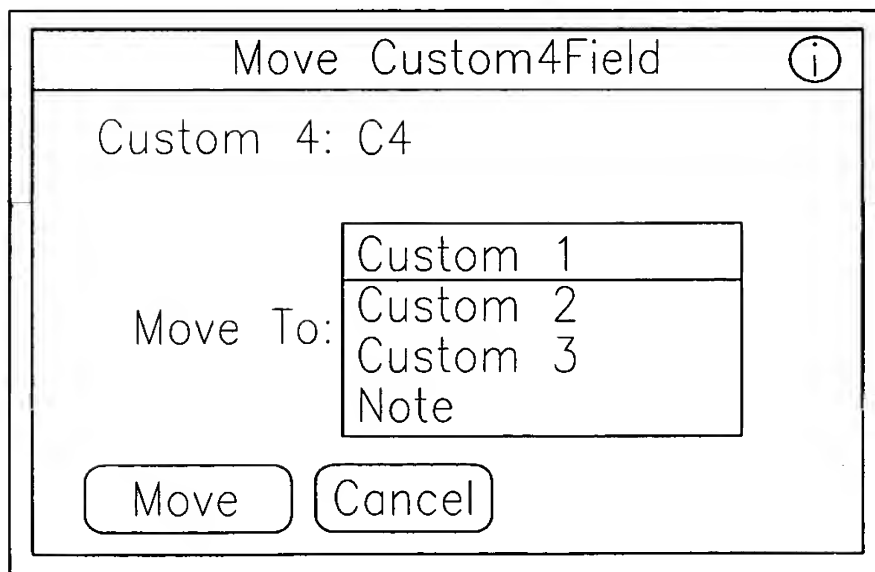 Move Custom4Field i
Custom 4: C4
Custom 1
Custom 2
Move To:
Custom 3
Note
Move Cancel